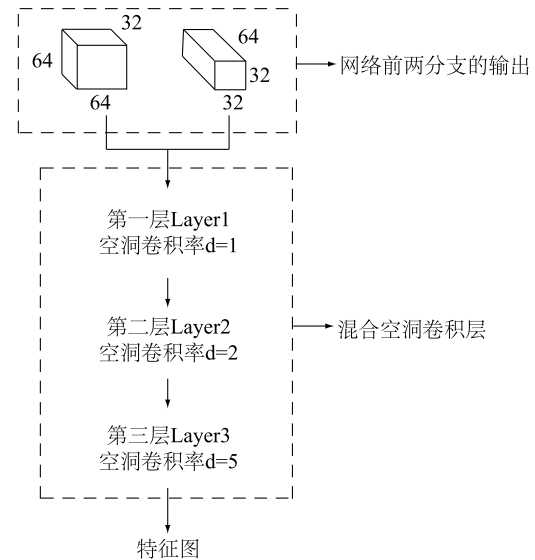 32
64
64
64
32
32
网络前两分支的输出
第一层Layer1
空洞卷积率d=1
第二层Layer2
空洞卷积率d=2
混合空洞卷积层
第三层Layer3
空洞卷积率d=5
特征图